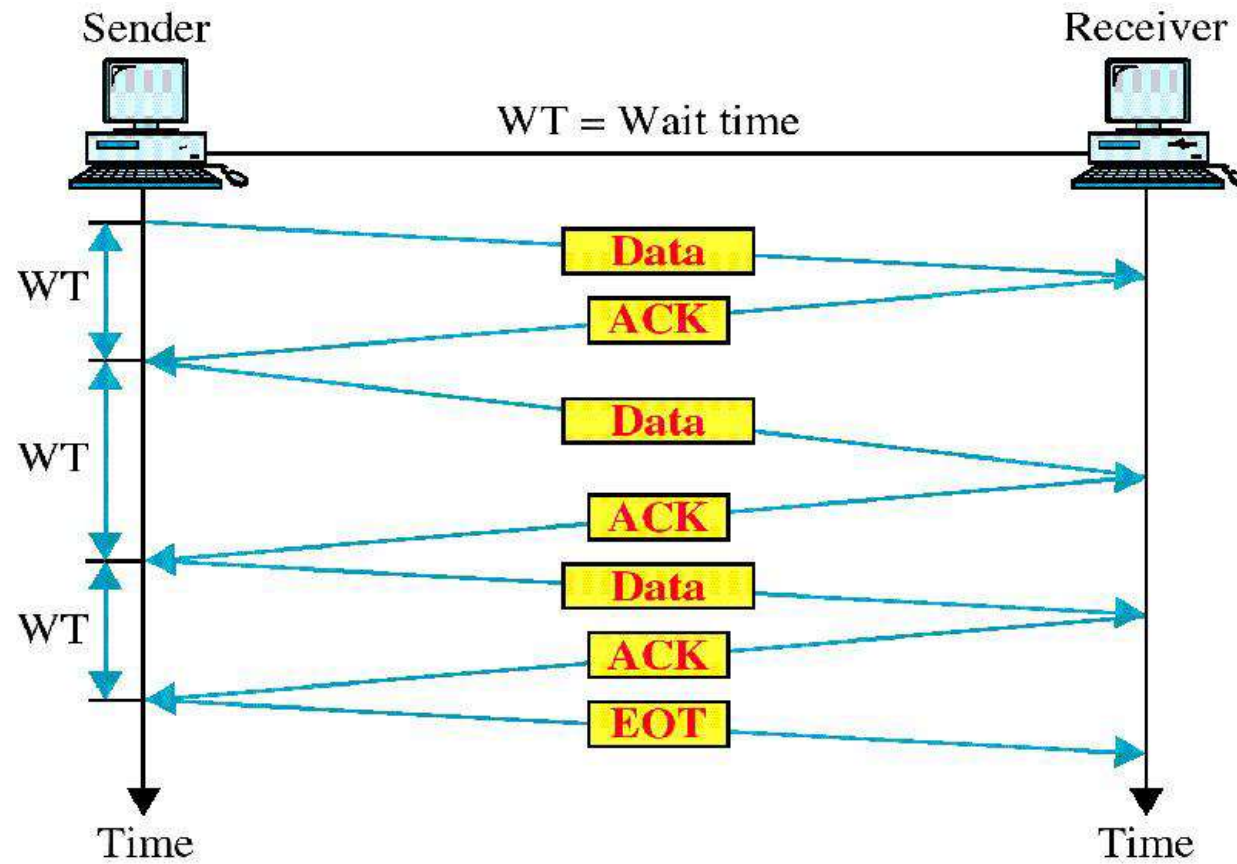 Sender
Receiver
WT = Wait time
Data
WT
ACK
Data
WT
ACK
Data
WT
ACK
EOT
Time
Time